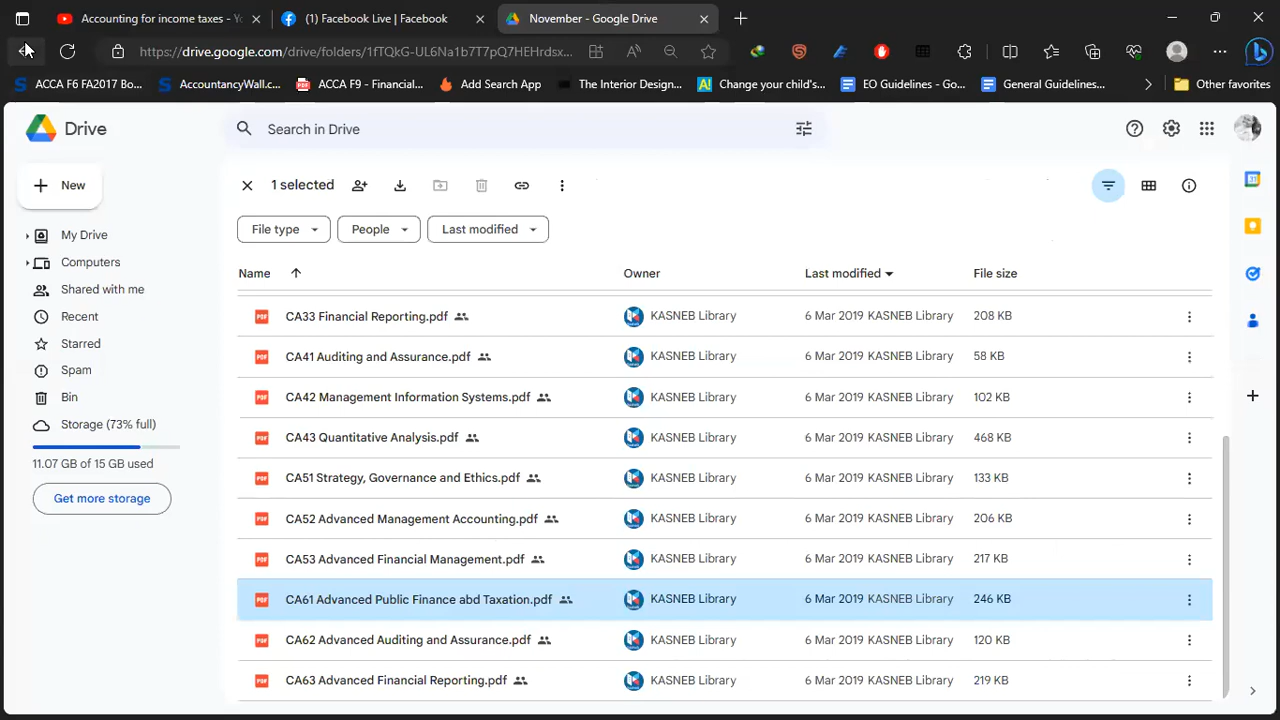 Accounting for income taxes - Yo
(1) Facebook Live | Facebook
November - Google Drive
https://drive.google.com/drive/folders/1fTQkG-UL6Na1b7T7pQ7HEHrdsx...
ACCA F6 FA2017 Bo...
AccountancyWall.c...
ACCA F9 - Financial...
Add Search App
The Interior Design...
Change your child's...
EO Guidelines - Go...
General Guidelines...
Other favorites
Drive
Search in Drive
New
1 selected
File type
People
Last modified
My Drive
Computers
Shared with me
Recent
Starred
Spam
Bin
Storage (73% full)
11.07 GB of 15 GB used
Get more storage
Name Owner Last modified File size
CA33 Financial Reporting.pdf KASNEB Library 6 Mar 2019 KASNEB Library 208 KB
CA41 Auditing and Assurance.pdf KASNEB Library 6 Mar 2019 KASNEB Library 58 KB
CA42 Management Information Systems.pdf KASNEB Library 6 Mar 2019 KASNEB Library 102 KB
CA43 Quantitative Analysis.pdf KASNEB Library 6 Mar 2019 KASNEB Library 468 KB
CA51 Strategy, Governance and Ethics.pdf KASNEB Library 6 Mar 2019 KASNEB Library 133 KB
CA52 Advanced Management Accounting.pdf KASNEB Library 6 Mar 2019 KASNEB Library 206 KB
CA53 Advanced Financial Management.pdf KASNEB Library 6 Mar 2019 KASNEB Library 217 KB
CA61 Advanced Public Finance abd Taxation.pdf KASNEB Library 6 Mar 2019 KASNEB Library 246 KB
CA62 Advanced Auditing and Assurance.pdf KASNEB Library 6 Mar 2019 KASNEB Library 120 KB
CA63 Advanced Financial Reporting.pdf KASNEB Library 6 Mar 2019 KASNEB Library 219 KB